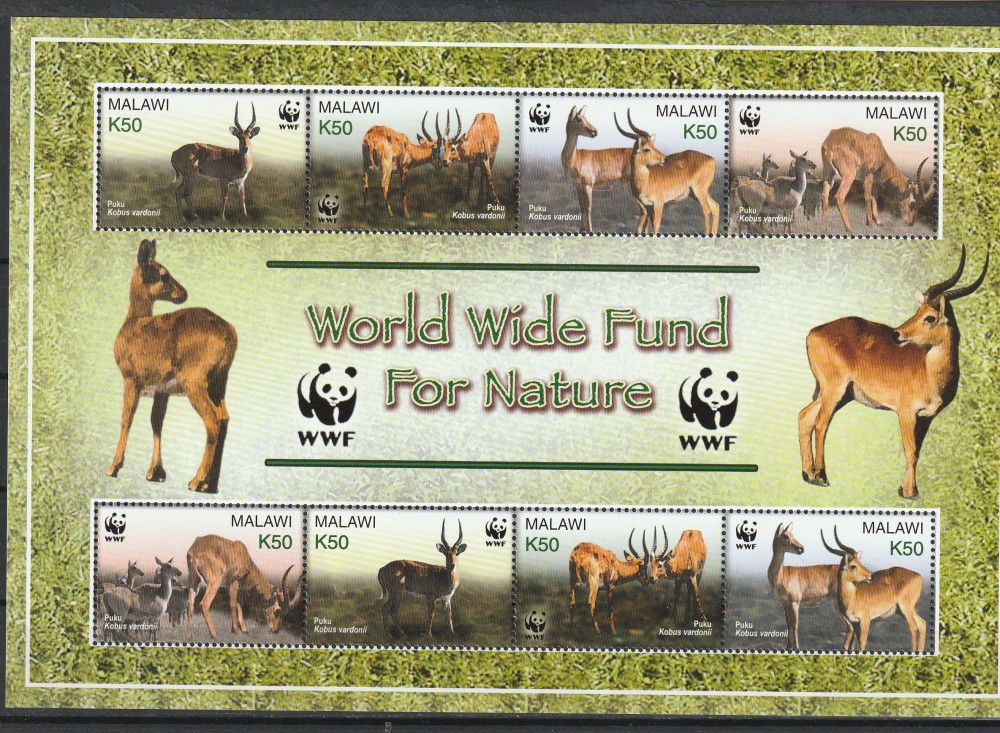 MALAWI
K50
WWF
Puku
Kobus vardonii
MALAWI
K50
WWF
Puku
Kobus vardonii
WWF
MALAWI
K50
Puku
Kobus vardonii
WWF
MALAWI
K50
Puku
Kobus vardonii
World Wide Fund
For Nature
WWF
WWF
WWF
MALAWI
K50
Puku
Kobus vardonii
MALAWI
K50
WWF
Puku
Kobus vardonii
MALAWI
K50
WWF
Puku
Kobus vardonii
WWF
MALAWI
K50
Puku
Kobus vardonii